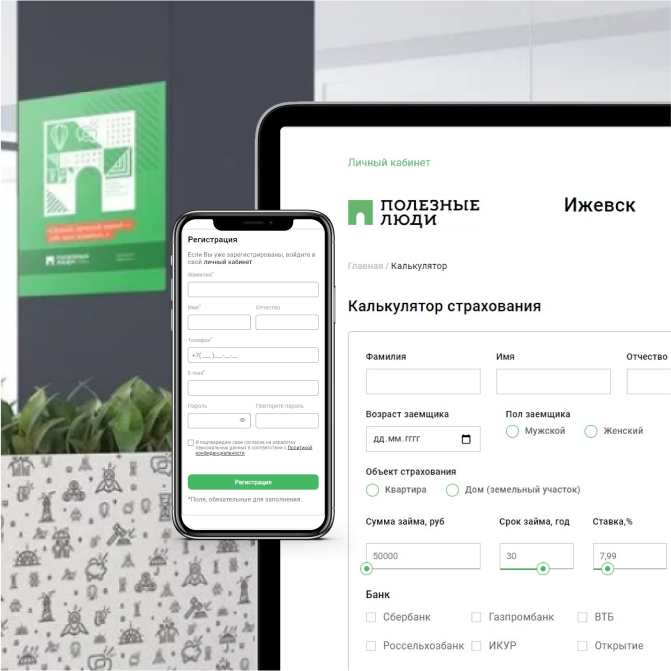 ПОЛЕЗНЫЕ
ЛЮДИ
Регистрация
Если Вы уже зарегистрированы, войдите в
свой личный кабинет
Фамилия*
Имя* Отчество
Телефон*
+7(___)___-__-__
E-mail*
Пароль Повторите пароль
Я подтверждаю свое согласие на обработку
персональных данных в соответствии с Политикой
конфиденциальности
Регистрация
*Поля, обязательные для заполнения.
Личный кабинет
ПОЛЕЗНЫЕ
ЛЮДИ
Ижевск
Главная / Калькулятор
Калькулятор страхования
Фамилия Имя Отчество
Возраст заемщика Пол заемщика
дд.мм.гггг Мужской Женский
Объект страхования
Квартира Дом (земельный участок)
Сумма займа, руб Срок займа, год Ставка,%
50000 30 7,99
Банк
Сбербанк Газпромбанк ВТБ
Россельхозбанк ИКУР Открытие